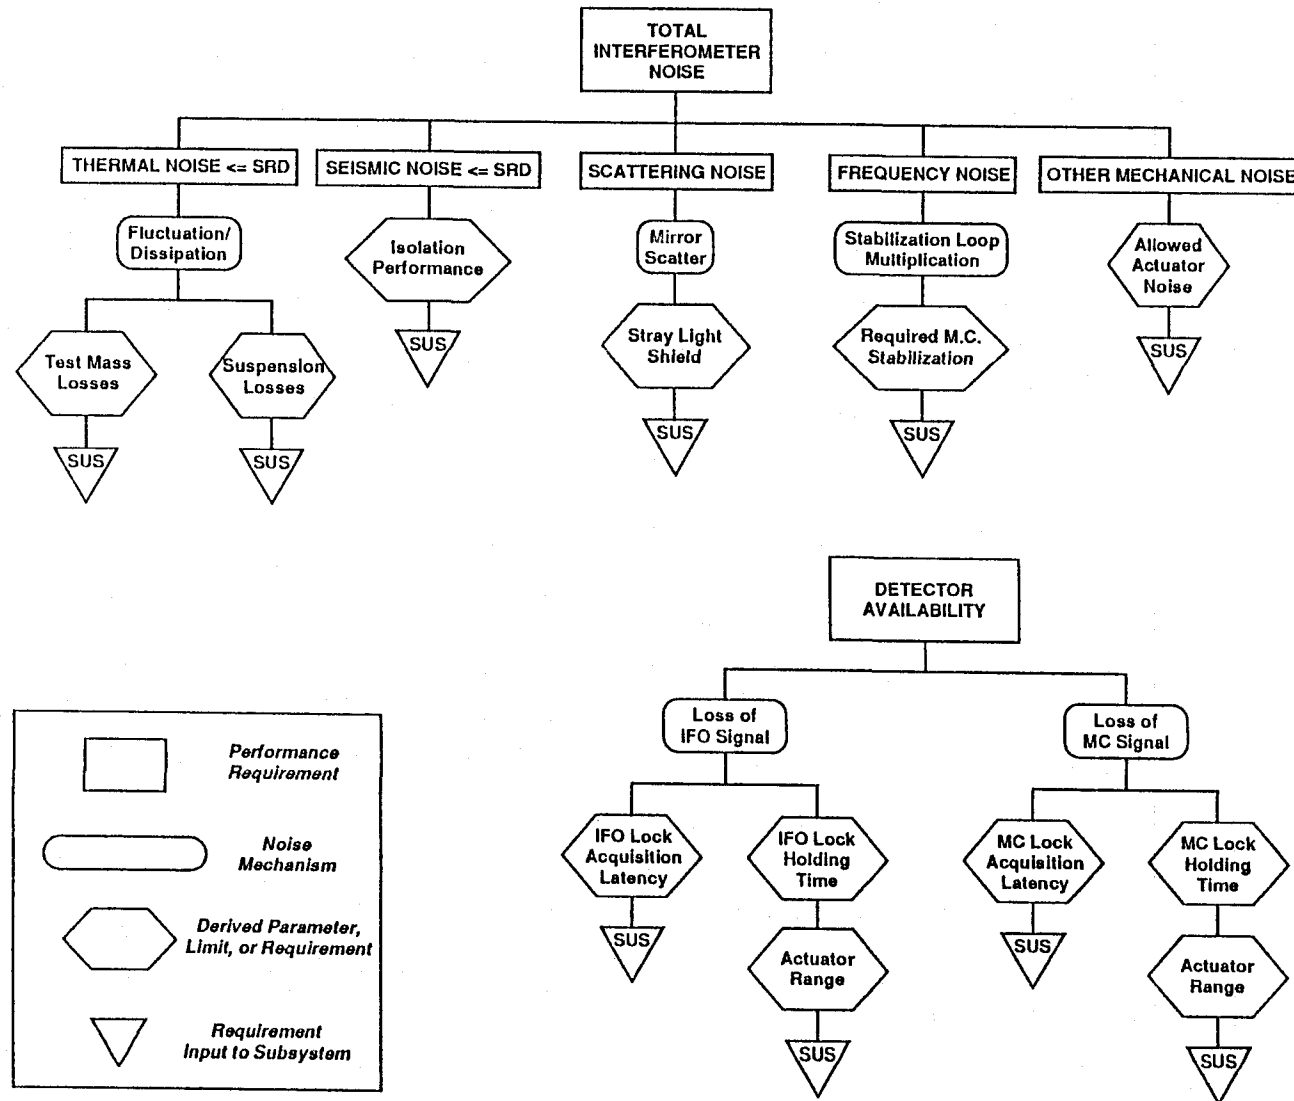 TOTAL
INTERFEROMETER
NOISE
THERMAL NOISE <= SRD
SEISMIC NOISE <= SRD
SCATTERING NOISE
FREQUENCY NOISE
OTHER MECHANICAL NOISE
Fluctuation/
Dissipation
Isolation
Performance
Mirror
Scatter
Stabilization Loop
Multiplication
Allowed
Actuator
Noise
Test Mass
Losses
Suspension
Losses
SUS
Stray Light
Shield
Required M.C.
Stabilization
SUS
SUS
SUS
SUS
SUS
DETECTOR
AVAILABILITY
Loss of
IFO Signal
Loss of
MC Signal
IFO Lock
Acquisition
Latency
IFO Lock
Holding
Time
MC Lock
Acquisition
Latency
MC Lock
Holding
Time
SUS
Actuator
Range
SUS
Actuator
Range
SUS
SUS
Performance
Requirement
Noise
Mechanism
Derived Parameter,
Limit, or Requirement
Requirement
Input to Subsystem